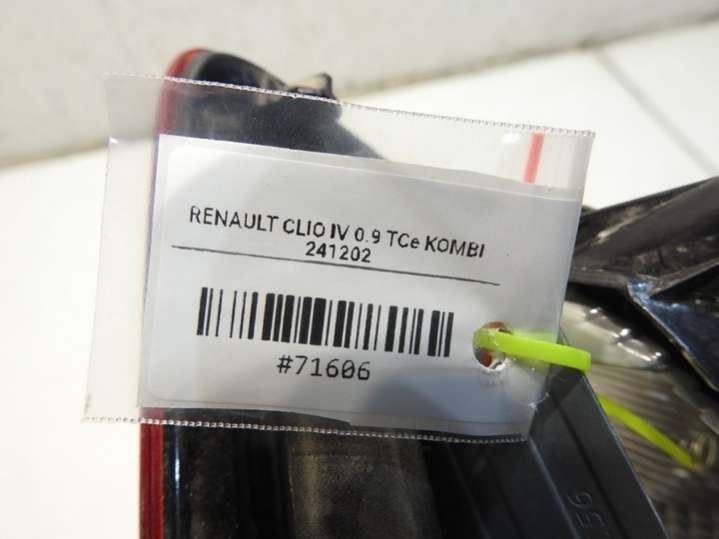 RENAULT CLIO IV 0.9 TCe KOMBI
241202
#71606